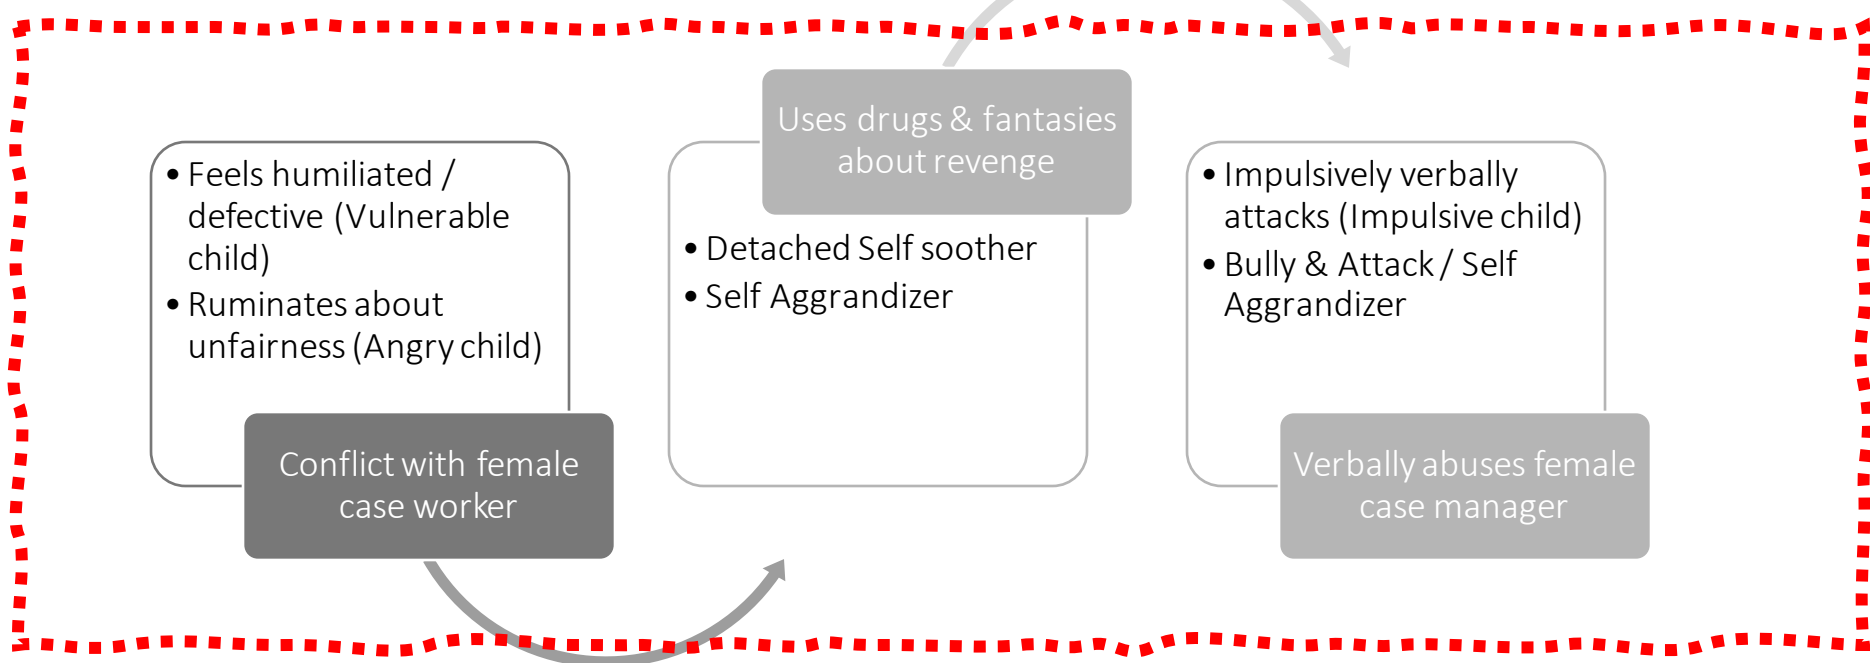 • Feels humiliated /
defective (Vulnerable
child)
• Ruminates about
unfairness (Angry child)
Conflict with female
case worker
Uses drugs & fantasies
about revenge
• Detached Self soother
• Self Aggrandizer
• Impulsively verbally
attacks (Impulsive child)
• Bully & Attack / Self
Aggrandizer
Verbally abuses female
case manager